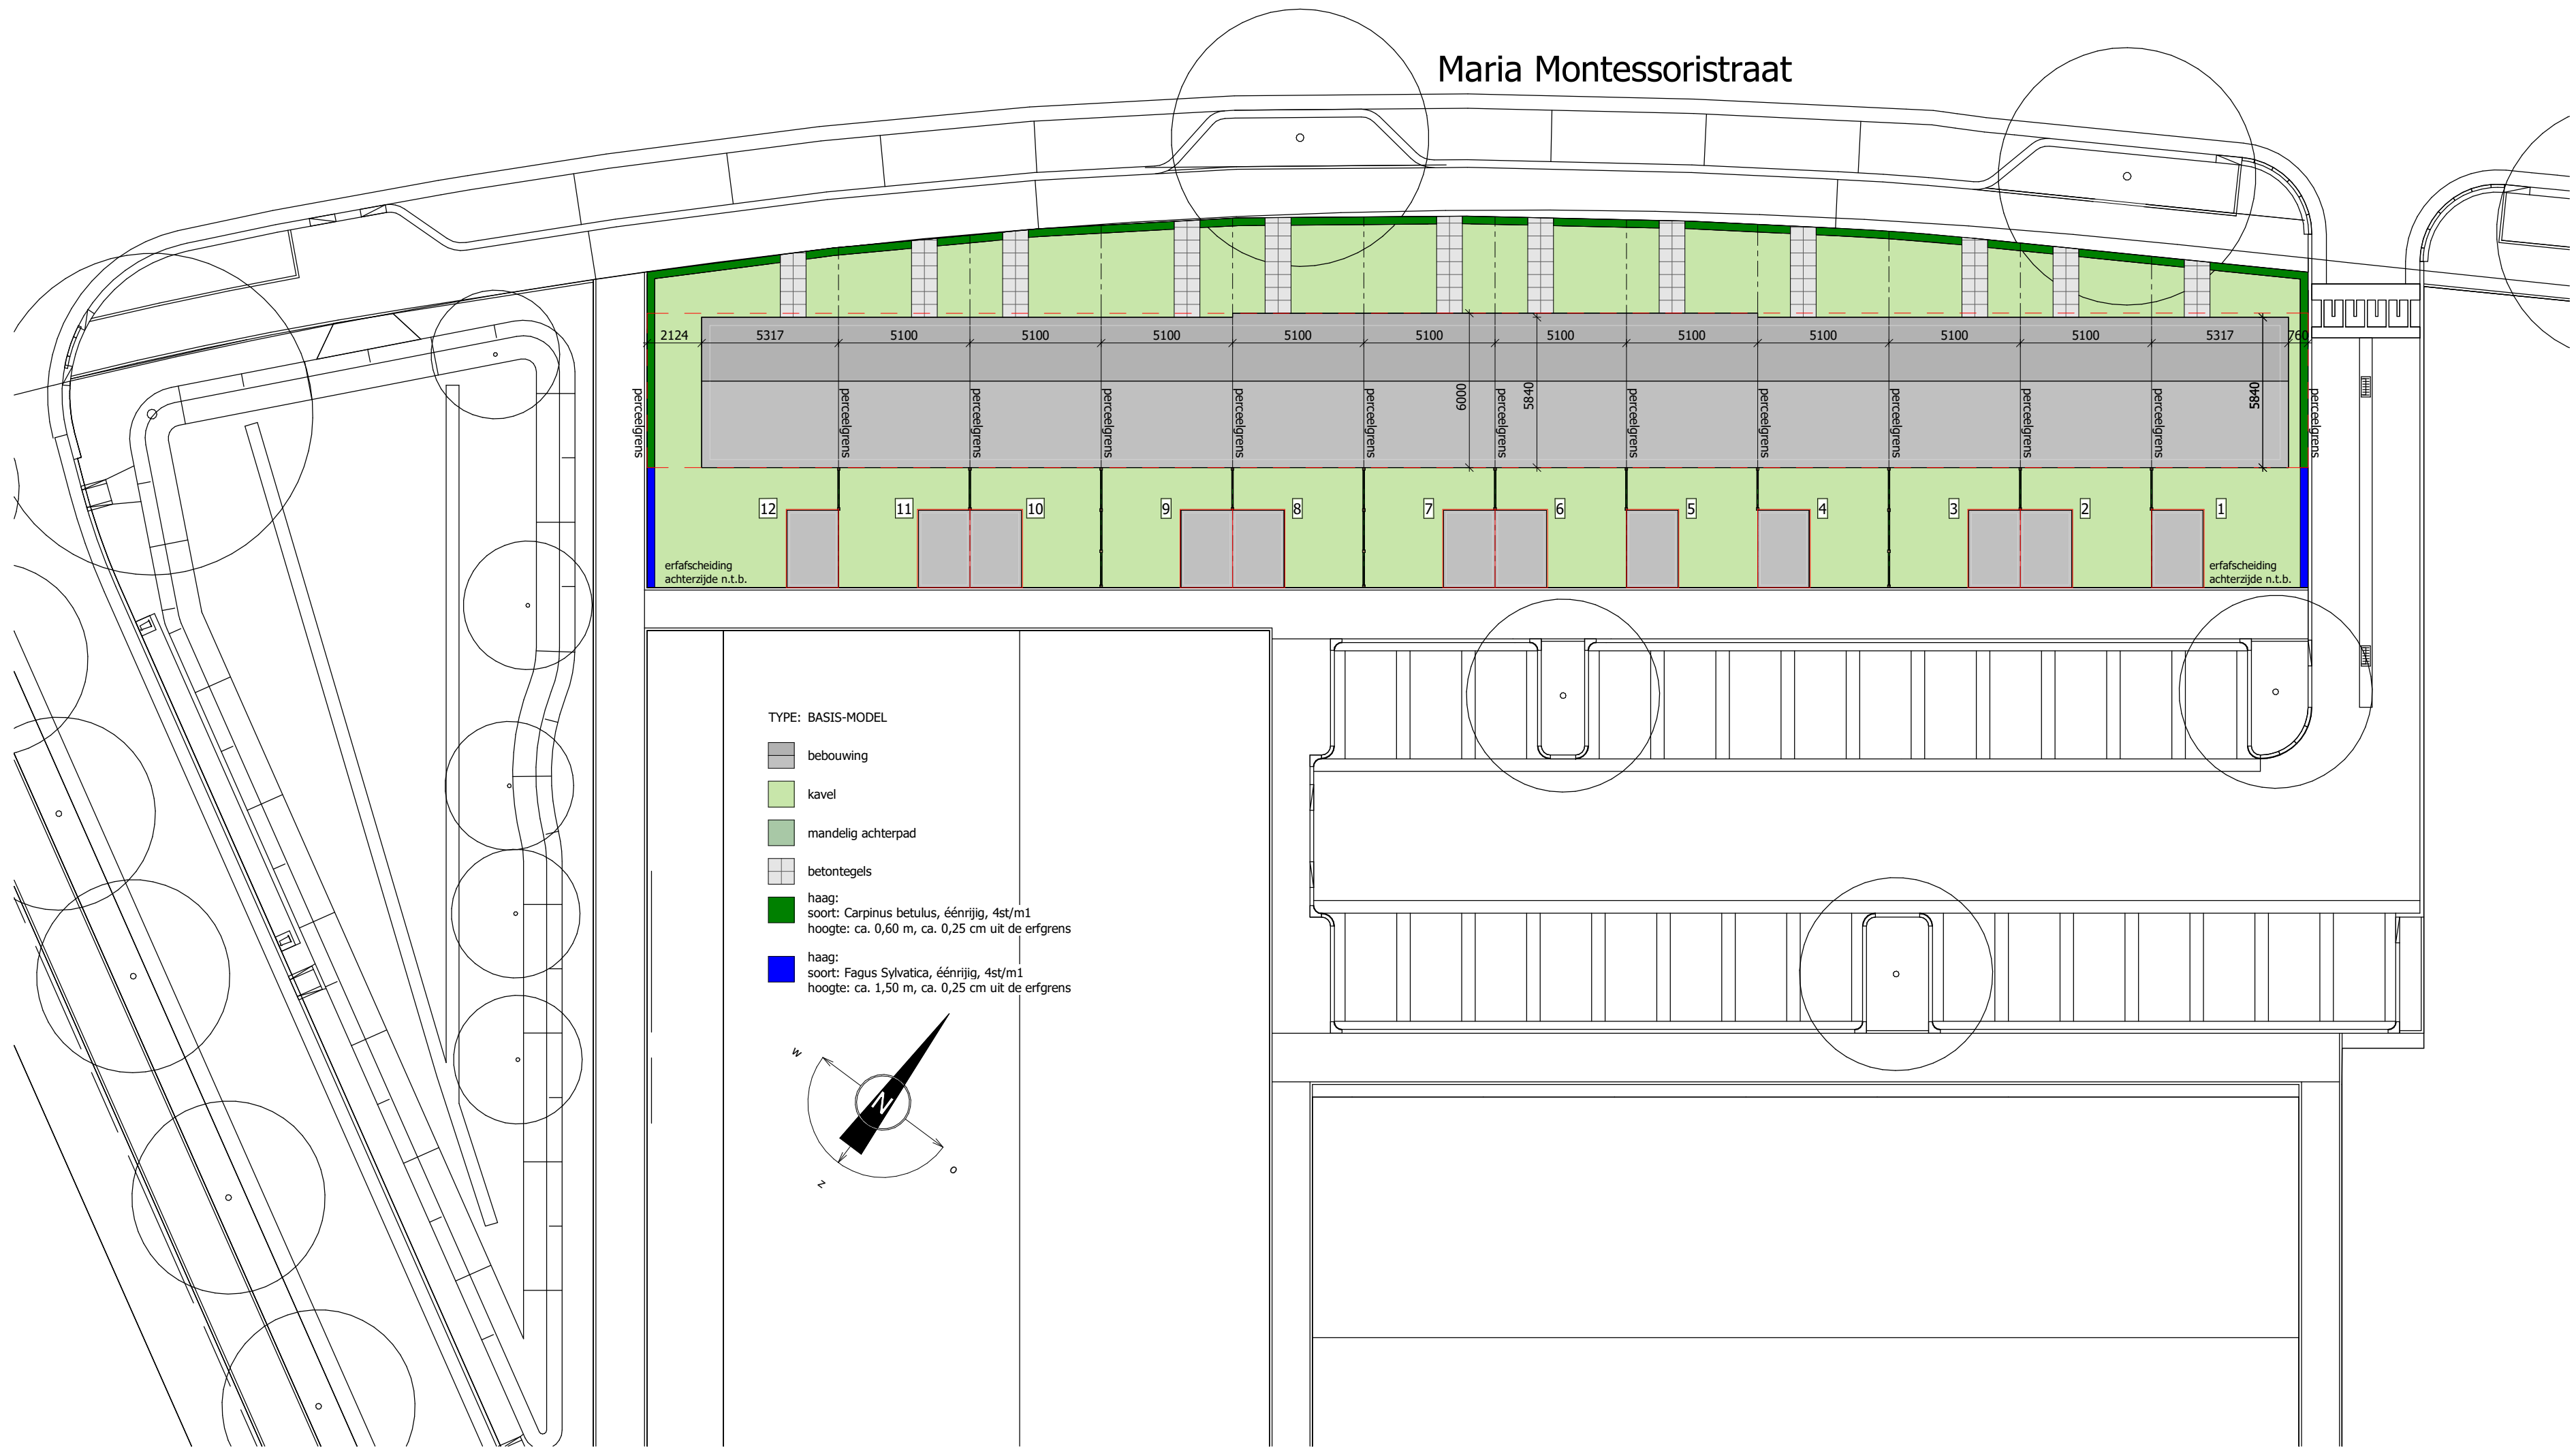 Maria Montessoristraat
2124 5317 5100 5100 5100 5100 5100 5100 5100 5100 5100 5100 5317 760
perceelgrens perceelgrens perceelgrens perceelgrens perceelgrens perceelgrens 6000 perceelgrens 5840 perceelgrens perceelgrens perceelgrens perceelgrens perceelgrens 5840 perceelgrens
12 11 10 9 8 7 6 5 4 3 2 1
erfafscheiding
achterzijde n.t.b.
erfafscheiding
achterzijde n.t.b.
TYPE: BASIS-MODEL
bebouwing
kavel
mandelig achterpad
betontegels
haag:
soort: Carpinus betulus, éénrijig, 4st/m1
hoogte: ca. 0,60 m, ca. 0,25 cm uit de erfgrens
haag:
soort: Fagus Sylvatica, éénrijig, 4st/m1
hoogte: ca. 1,50 m, ca. 0,25 cm uit de erfgrens
W
N
O
Z